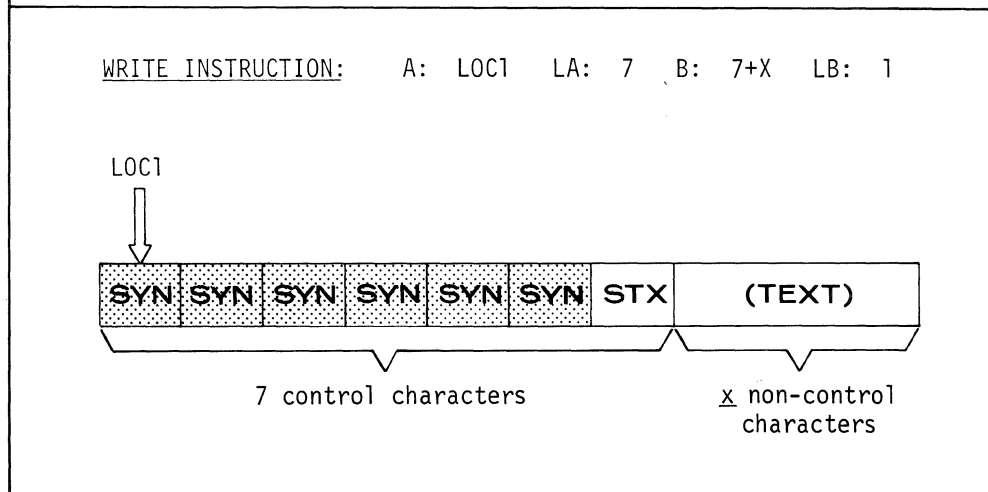 WRITE INSTRUCTION: A: LOC1 LA: 7 B: 7+X LB: 1
LOC1
SYN SYN SYN SYN SYN SYN STX (TEXT)
7 control characters
x non-control
characters